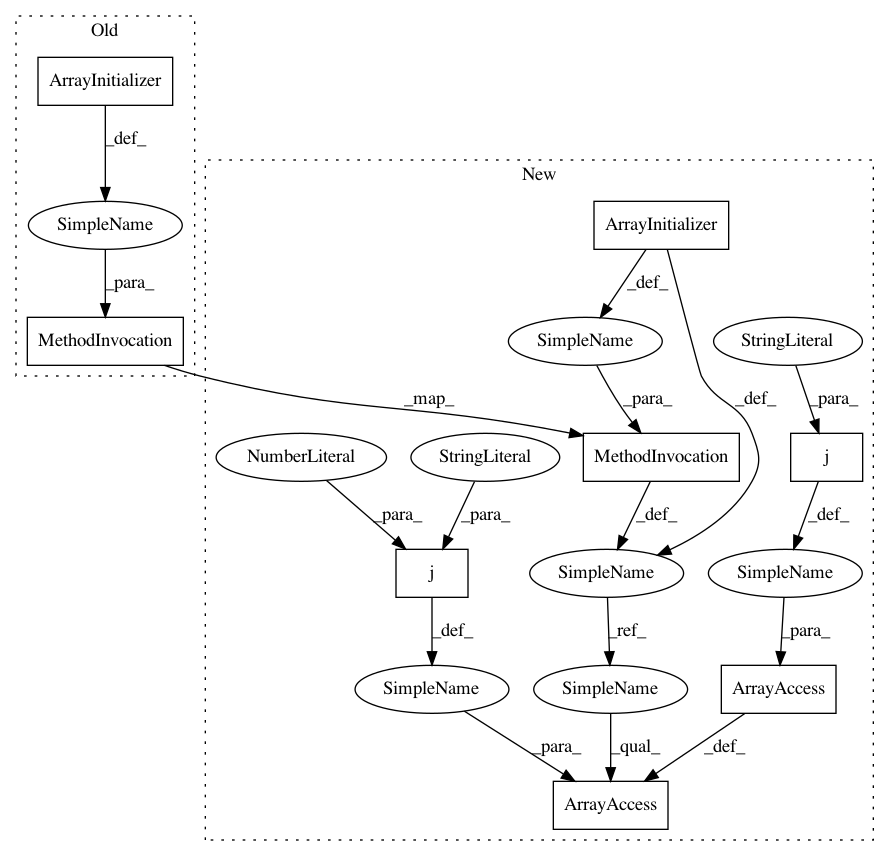 Old
ArrayInitializer
_def_
SimpleName
_para_
MethodInvocation
_map_
New
ArrayInitializer
_def_
SimpleName
StringLiteral
_para_
_def_
_para_
NumberLiteral
StringLiteral
MethodInvocation
j
_para_
_para_
_def_
_def_
j
SimpleName
SimpleName
_def_
_ref_
_para_
SimpleName
SimpleName
ArrayAccess
_para_
_qual_
_def_
ArrayAccess